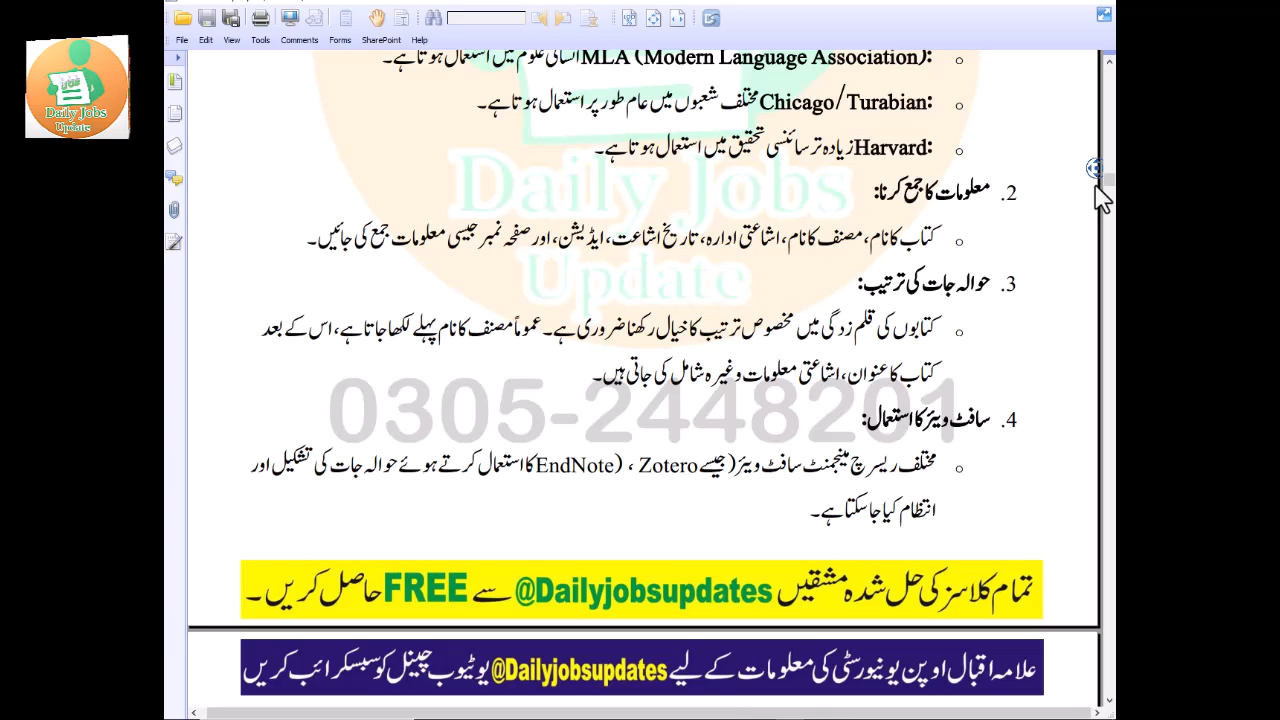 File Edit View Tools Comments Forms SharePoint Help
Daily Jobs
Update
MLA (Modern Language Association): انسانی علوم میں استعمال ہوتا ہے۔
Chicago/Turabian: مختلف شعبوں میں عام طور پر استعمال ہوتا ہے۔
Harvard: زیادہ تر سائنسی تحقیق میں استعمال ہوتا ہے۔
2. معلومات کا جمع کرنا:
کتاب کا نام، مصنف کا نام، اشاعتی ادارہ، تاریخ اشاعت، ایڈیشن، اور صفحہ نمبر جیسی معلومات جمع کی جائیں۔
3. حوالہ جات کی ترتیب:
کتابوں کی قلم زدگی میں مخصوص ترتیب کا خیال رکھنا ضروری ہے۔ عموماً مصنف کا نام پہلے لکھا جاتا ہے، اس کے بعد
کتاب کا عنوان، اشاعتی معلومات وغیرہ شامل کی جاتی ہیں۔
4. سافٹ ویئر کا استعمال:
مختلف ریسرچ مینجمنٹ سافٹ ویئر (جیسے Zotero ، (EndNote کا استعمال کرتے ہوئے حوالہ جات کی تشکیل اور
انتظام کیا جا سکتا ہے۔
Daily Jobs
Update
0305-2448201
تمام کلاسز کی حل شدہ مشقیں @Dailyjobsupdates سے FREE حاصل کریں۔
علامہ اقبال اوپن یونیورسٹی کی معلومات کے لیے @Dailyjobsupdates یوٹیوب چینل کو سبسکرائب کریں